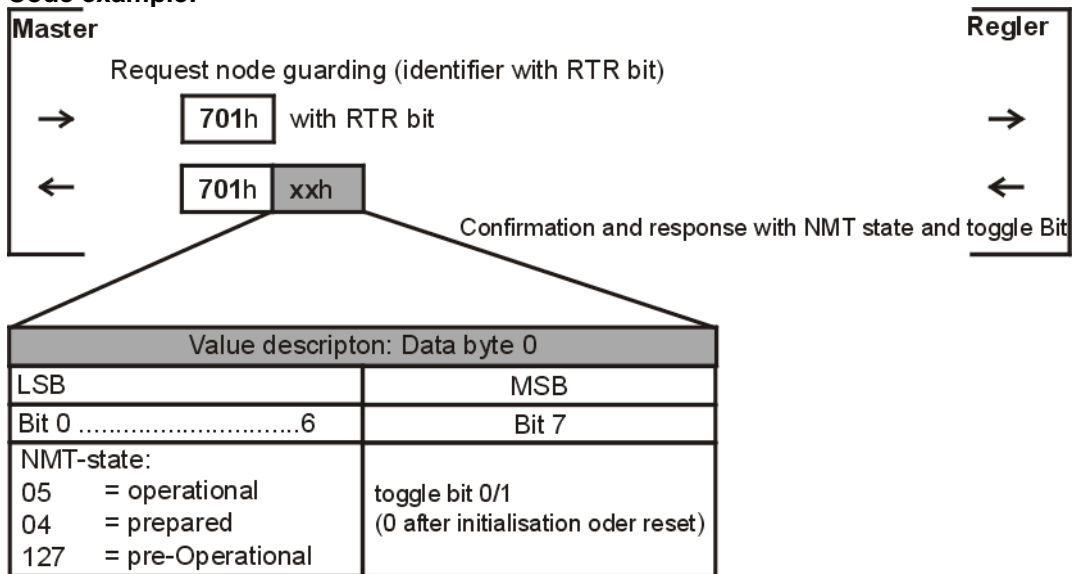 Code example:
Master Regler
Request node guarding (identifier with RTR bit)
→ 701h with RTR bit →
← 701h xxh ←
Confirmation and response with NMT state and toggle Bit
Value descripton: Data byte 0
LSB MSB
Bit 0 ..............................6 Bit 7
NMT-state:
05 = operational toggle bit 0/1
04 = prepared (0 after initialisation oder reset)
127 = pre-Operational